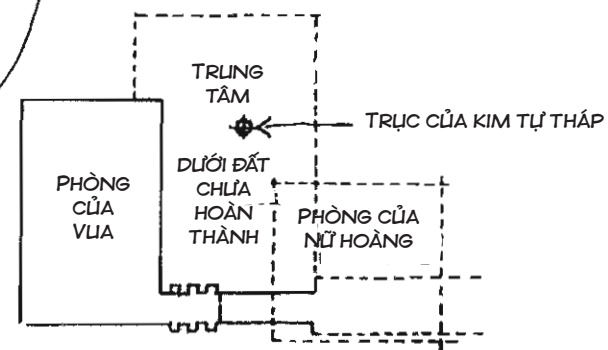 TRUNG
TÂM
TRỤC CỦA KIM TỰ THÁP
DƯỚI ĐẤT
CHƯA
HOÀN
THÀNH
PHÒNG
CỦA
VUA
PHÒNG CỦA
NỮ HOÀNG